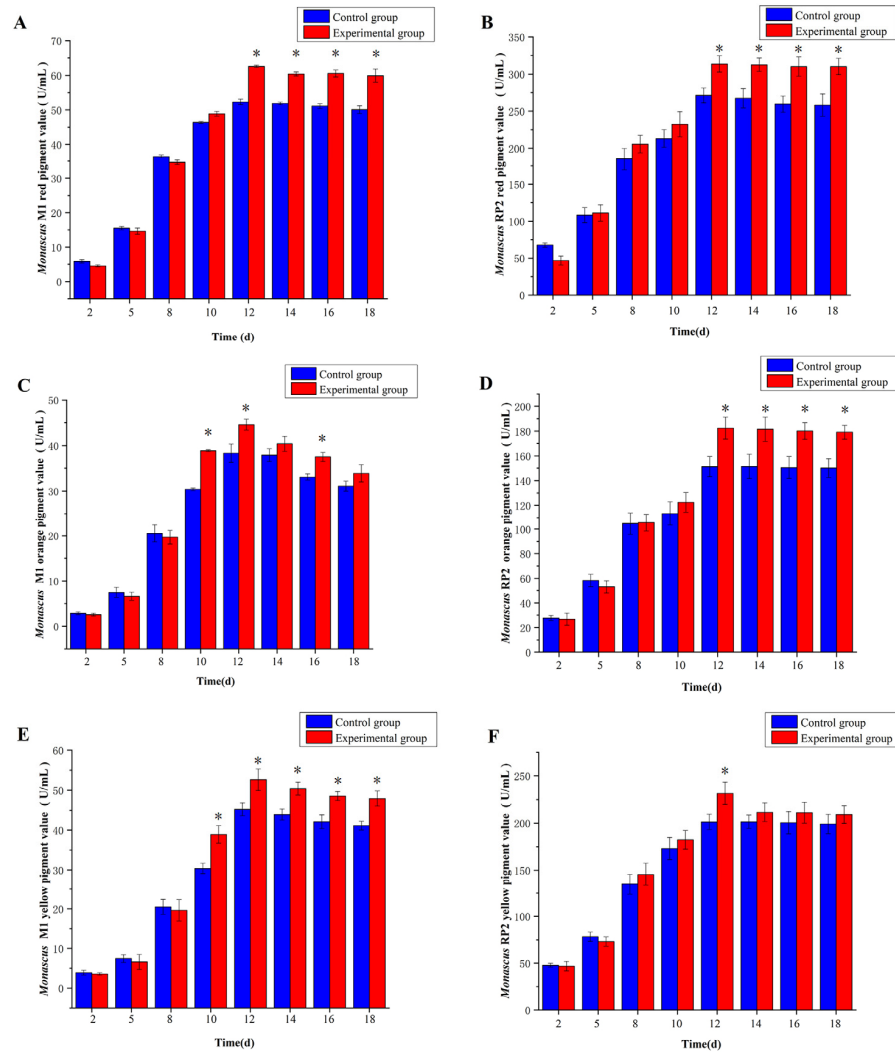 A
Control group
Experimental group
Monascus M1 red pigment value ( U/mL )
60
50
40
30
20
10
0
* * * *
2 5 8 10 12 14 16 18
Time (d)
B
Control group
Experimental group
Monascus RP2 red pigment value ( U/mL )
350
300
250
200
150
100
50
0
* * * *
2 5 8 10 12 14 16 18
Time(d)
C
Control group
Experimental group
Monascus M1 orange pigment value ( U/mL )
50
40
30
20
10
0
* * *
2 5 8 10 12 14 16 18
Time(d)
D
Control group
Experimental group
Monascus RP2 orange pigment value ( U/mL )
200
180
160
140
120
100
80
60
40
20
0
* * * *
2 5 8 10 12 14 16 18
Time(d)
E
Control group
Experimental group
Monascus M1 yellow pigment value ( U/mL )
60
50
40
30
20
10
0
* * * * *
2 5 8 10 12 14 16 18
Time(d)
F
Control group
Experimental group
Monascus RP2 yellow pigment value ( U/mL )
250
200
150
100
50
0
*
2 5 8 10 12 14 16 18
Time(d)